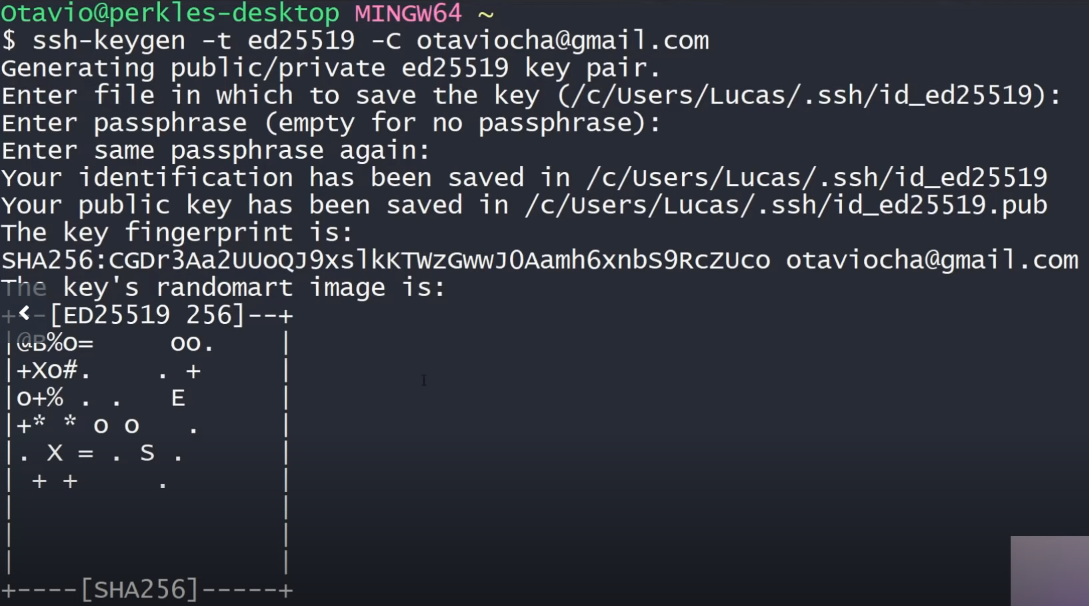 Otavio@perkles-desktop MINGW64 ~
$ ssh-keygen -t ed25519 -C otaviocha@gmail.com
Generating public/private ed25519 key pair.
Enter file in which to save the key (/c/Users/Lucas/.ssh/id_ed25519):
Enter passphrase (empty for no passphrase):
Enter same passphrase again:
Your identification has been saved in /c/Users/Lucas/.ssh/id_ed25519
Your public key has been saved in /c/Users/Lucas/.ssh/id_ed25519.pub
The key fingerprint is:
SHA256:CGDr3Aa2UUoQJ9xslkKTWzGwwJ0Aamh6xnbS9RcZUco otaviocha@gmail.com
The key's randomart image is:
+--[ED25519 256]--+
|@B%o=     oo.    |
|+Xo#.    . +     |
|o+% . .   E      |
|+* * o o   .     |
|. X = . S .      |
| + +     .       |
|                 |
|                 |
|                 |
+----[SHA256]-----+